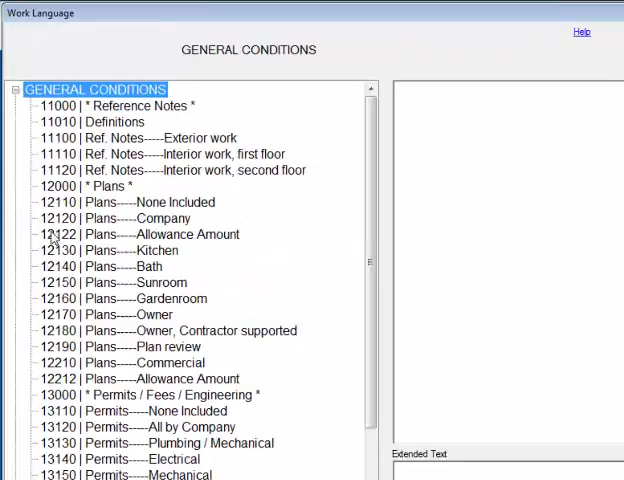 Work Language
Help
GENERAL CONDITIONS
GENERAL CONDITIONS
11000 | * Reference Notes *
11010 | Definitions
11100 | Ref. Notes-----Exterior work
11110 | Ref. Notes-----Interior work, first floor
11120 | Ref. Notes-----Interior work, second floor
12000 | * Plans *
12110 | Plans-----None Included
12120 | Plans-----Company
12122 | Plans-----Allowance Amount
12130 | Plans-----Kitchen
12140 | Plans-----Bath
12150 | Plans-----Sunroom
12160 | Plans-----Gardenroom
12170 | Plans-----Owner
12180 | Plans-----Owner, Contractor supported
12190 | Plans-----Plan review
12210 | Plans-----Commercial
12212 | Plans-----Allowance Amount
13000 | * Permits / Fees / Engineering *
13110 | Permits-----None Included
13120 | Permits-----All by Company
13130 | Permits-----Plumbing / Mechanical
13140 | Permits-----Electrical
13150 | Permits-----Mechanical
Extended Text